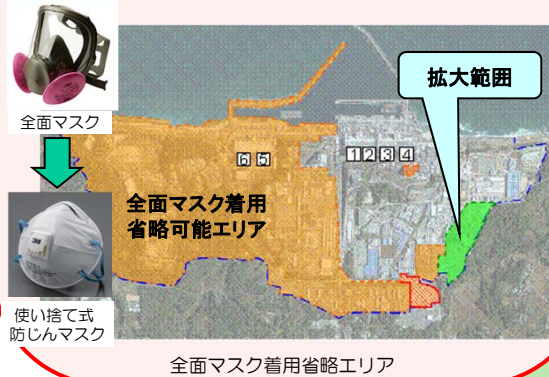 全面マスク
使い捨て式
防じんマスク
全面マスク着用
省略可能エリア
6 5
1 2 3 4
拡大範囲
3M
全面マスク着用省略エリア